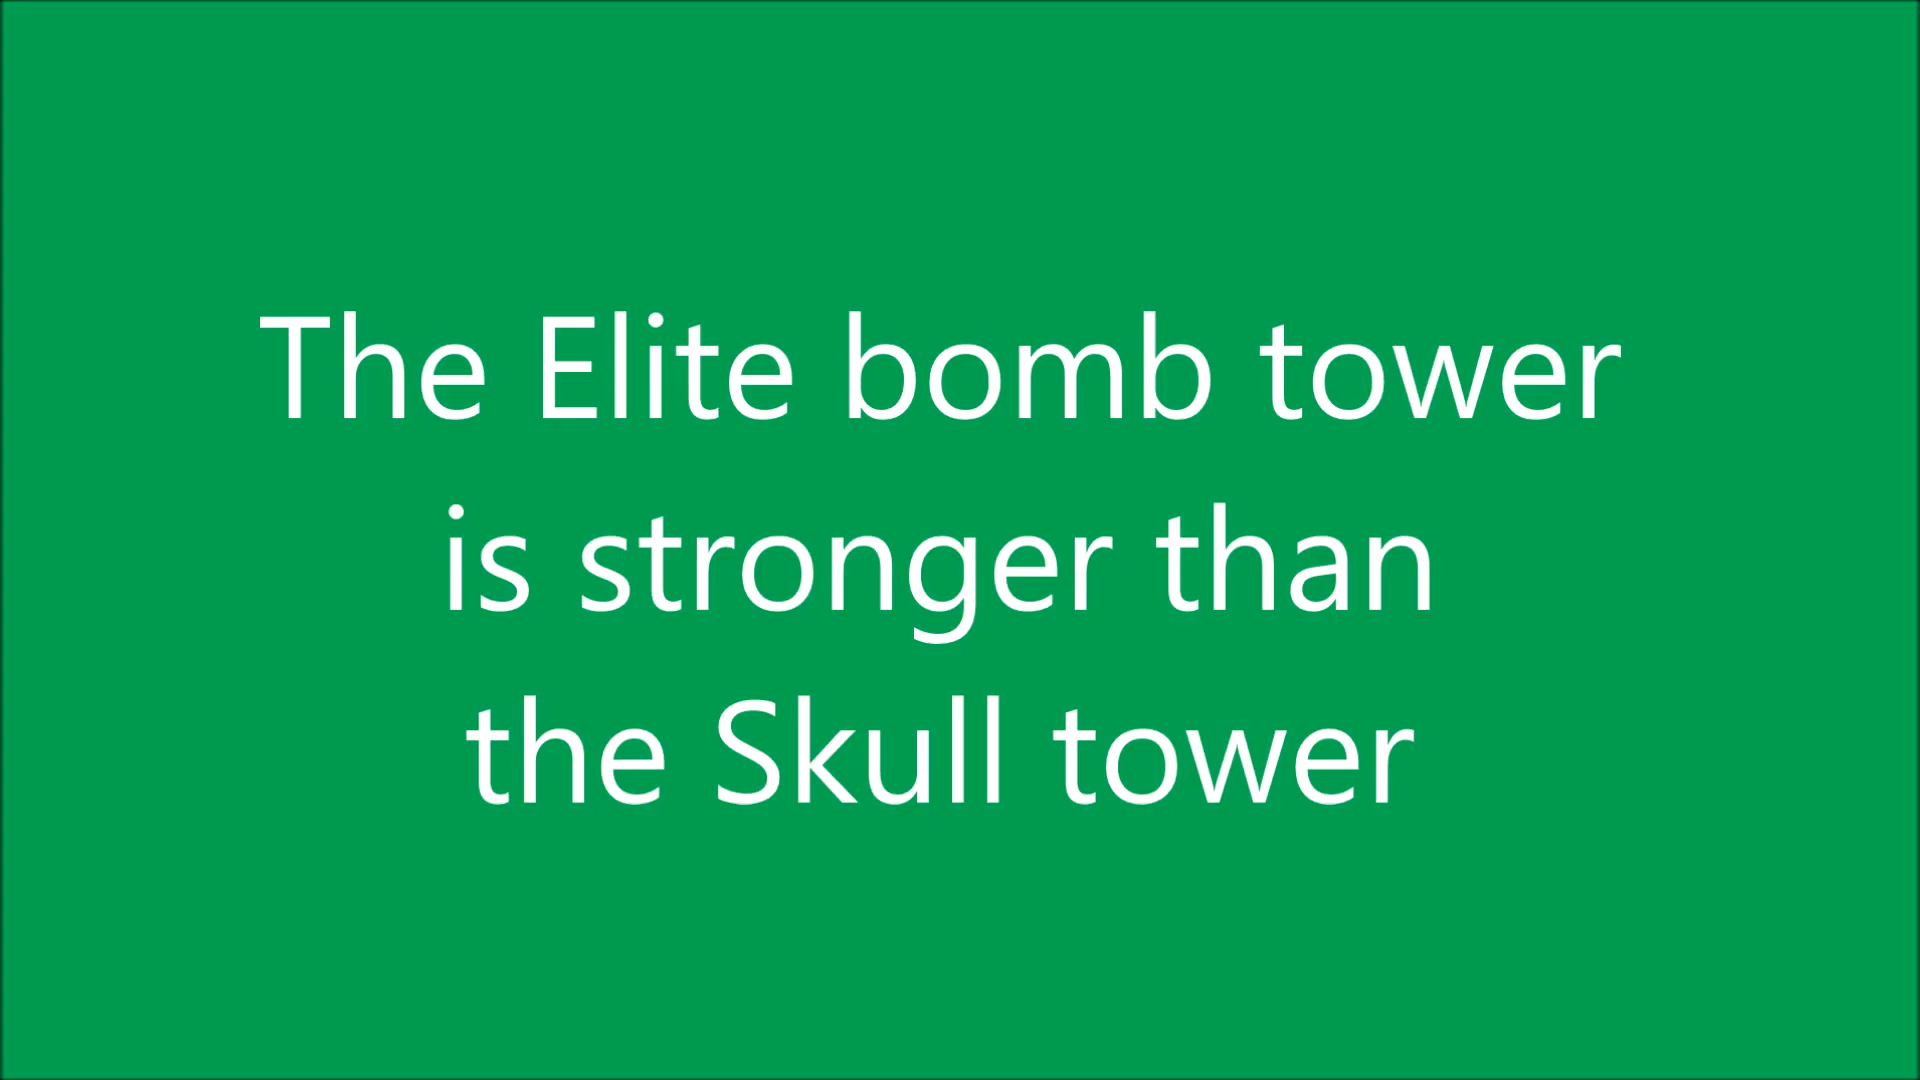 The Elite bomb tower
is stronger than
the Skull tower